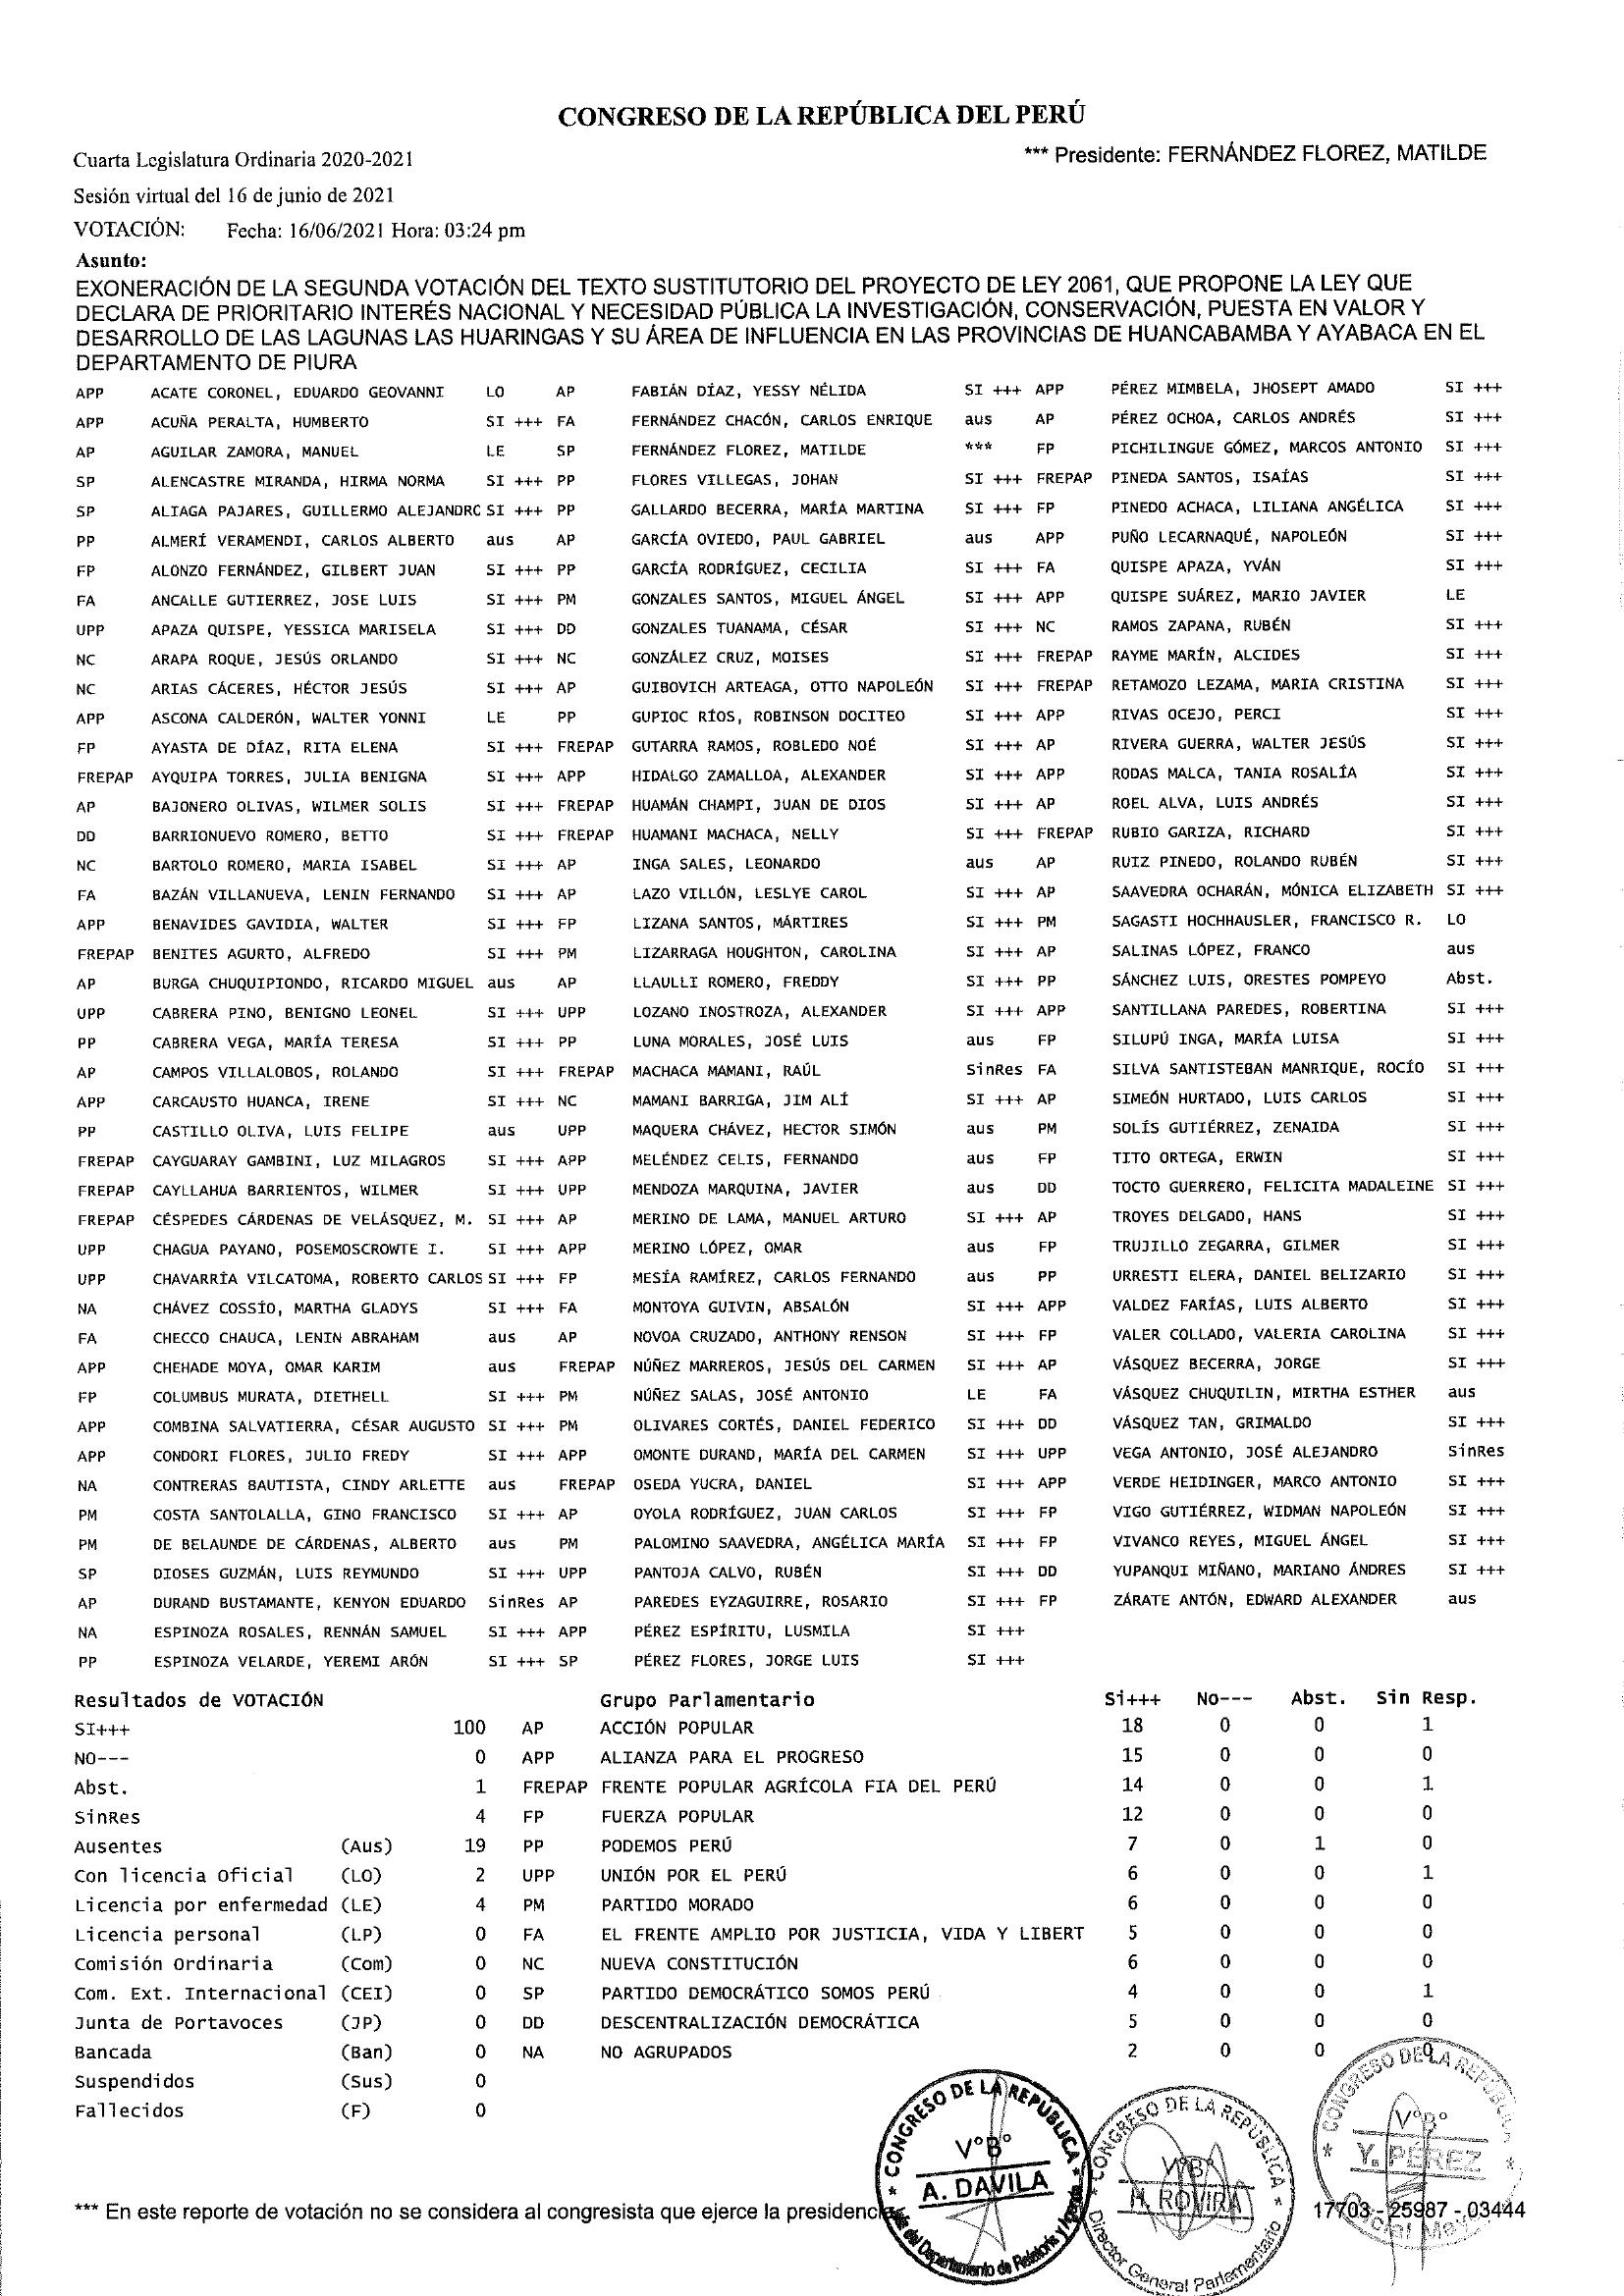 CONGRESO DE LA REPÚBLICA DEL PERÚ
Cuarta Legislatura Ordinaria 2020-2021
*** Presidente: FERNÁNDEZ FLOREZ, MATILDE
Sesión virtual del 16 de junio de 2021
VOTACIÓN: Fecha: 16/06/2021 Hora: 03:24 pm
Asunto:
EXONERACIÓN DE LA SEGUNDA VOTACIÓN DEL TEXTO SUSTITUTORIO DEL PROYECTO DE LEY 2061, QUE PROPONE LA LEY QUE
DECLARA DE PRIORITARIO INTERÉS NACIONAL Y NECESIDAD PÚBLICA LA INVESTIGACIÓN, CONSERVACIÓN, PUESTA EN VALOR Y
DESARROLLO DE LAS LAGUNAS LAS HUARINGAS Y SU ÁREA DE INFLUENCIA EN LAS PROVINCIAS DE HUANCABAMBA Y AYABACA EN EL
DEPARTAMENTO DE PIURA
APP ACATE CORONEL, EDUARDO GEOVANNI LO AP FABIÁN DÍAZ, YESSY NÉLIDA SI +++ APP PÉREZ MIMBELA, JHOSEPT AMADO SI +++
APP ACUÑA PERALTA, HUMBERTO SI +++ FA FERNÁNDEZ CHACÓN, CARLOS ENRIQUE aus AP PÉREZ OCHOA, CARLOS ANDRÉS SI +++
AP AGUILAR ZAMORA, MANUEL LE SP FERNÁNDEZ FLOREZ, MATILDE *** FP PICHILINGUE GÓMEZ, MARCOS ANTONIO SI +++
SP ALENCASTRE MIRANDA, HIRMA NORMA SI +++ PP FLORES VILLEGAS, JOHAN SI +++ FREPAP PINEDA SANTOS, ISAÍAS SI +++
SP ALIAGA PAJARES, GUILLERMO ALEJANDRO SI +++ PP GALLARDO BECERRA, MARÍA MARTINA SI +++ FP PINEDO ACHACA, LILIANA ANGÉLICA SI +++
PP ALMERÍ VERAMENDI, CARLOS ALBERTO aus AP GARCÍA OVIEDO, PAUL GABRIEL aus APP PUÑO LECARNAQUÉ, NAPOLEÓN SI +++
FP ALONZO FERNÁNDEZ, GILBERT JUAN SI +++ PP GARCÍA RODRÍGUEZ, CECILIA SI +++ FA QUISPE APAZA, YVÁN SI +++
FA ANCALLE GUTIERREZ, JOSE LUIS SI +++ PM GONZALES SANTOS, MIGUEL ÁNGEL SI +++ APP QUISPE SUÁREZ, MARIO JAVIER LE
UPP APAZA QUISPE, YESSICA MARISELA SI +++ DD GONZALES TUANAMA, CÉSAR SI +++ NC RAMOS ZAPANA, RUBÉN SI +++
NC ARAPA ROQUE, JESÚS ORLANDO SI +++ NC GONZÁLEZ CRUZ, MOISES SI +++ FREPAP RAYME MARÍN, ALCIDES SI +++
NC ARIAS CÁCERES, HÉCTOR JESÚS SI +++ AP GUIBOVICH ARTEAGA, OTTO NAPOLEÓN SI +++ FREPAP RETAMOZO LEZAMA, MARIA CRISTINA SI +++
APP ASCONA CALDERÓN, WALTER YONNI LE PP GUPIOC RÍOS, ROBINSON DOCITEO SI +++ APP RIVAS OCEJO, PERCI SI +++
FP AYASTA DE DÍAZ, RITA ELENA SI +++ FREPAP GUTARRA RAMOS, ROBLEDO NOÉ SI +++ AP RIVERA GUERRA, WALTER JESÚS SI +++
FREPAP AYQUIPA TORRES, JULIA BENIGNA SI +++ APP HIDALGO ZAMALLOA, ALEXANDER SI +++ APP RODAS MALCA, TANIA ROSALÍA SI +++
AP BAJONERO OLIVAS, WILMER SOLIS SI +++ FREPAP HUAMÁN CHAMPI, JUAN DE DIOS SI +++ AP ROEL ALVA, LUIS ANDRÉS SI +++
DD BARRIONUEVO ROMERO, BETTO SI +++ FREPAP HUAMANI MACHACA, NELLY SI +++ FREPAP RUBIO GARIZA, RICHARD SI +++
NC BARTOLO ROMERO, MARIA ISABEL SI +++ AP INGA SALES, LEONARDO aus AP RUIZ PINEDO, ROLANDO RUBÉN SI +++
FA BAZÁN VILLANUEVA, LENIN FERNANDO SI +++ AP LAZO VILLÓN, LESLYE CAROL SI +++ AP SAAVEDRA OCHARÁN, MÓNICA ELIZABETH SI +++
APP BENAVIDES GAVIDIA, WALTER SI +++ FP LIZANA SANTOS, MÁRTIRES SI +++ PM SAGASTI HOCHHAUSLER, FRANCISCO R. LO
FREPAP BENITES AGURTO, ALFREDO SI +++ PM LIZARRAGA HOUGHTON, CAROLINA SI +++ AP SALINAS LÓPEZ, FRANCO aus
AP BURGA CHUQUIPIONDO, RICARDO MIGUEL aus AP LLAULLI ROMERO, FREDDY SI +++ PP SÁNCHEZ LUIS, ORESTES POMPEYO Abst.
UPP CABRERA PINO, BENIGNO LEONEL SI +++ UPP LOZANO INOSTROZA, ALEXANDER SI +++ APP SANTILLANA PAREDES, ROBERTINA SI +++
PP CABRERA VEGA, MARÍA TERESA SI +++ PP LUNA MORALES, JOSÉ LUIS aus FP SILUPÚ INGA, MARÍA LUISA SI +++
AP CAMPOS VILLALOBOS, ROLANDO SI +++ FREPAP MACHACA MAMANI, RAÚL SinRes FA SILVA SANTISTEBAN MANRIQUE, ROCÍO SI +++
APP CARCAUSTO HUANCA, IRENE SI +++ NC MAMANI BARRIGA, JIM ALÍ SI +++ AP SIMEÓN HURTADO, LUIS CARLOS SI +++
PP CASTILLO OLIVA, LUIS FELIPE aus UPP MAQUERA CHÁVEZ, HECTOR SIMÓN aus PM SOLÍS GUTIÉRREZ, ZENAIDA SI +++
FREPAP CAYGUARAY GAMBINI, LUZ MILAGROS SI +++ APP MELÉNDEZ CELIS, FERNANDO aus FP TITO ORTEGA, ERWIN SI +++
FREPAP CAYLLAHUA BARRIENTOS, WILMER SI +++ UPP MENDOZA MARQUINA, JAVIER aus DD TOCTO GUERRERO, FELICITA MADALEINE SI +++
FREPAP CÉSPEDES CÁRDENAS DE VELÁSQUEZ, M. SI +++ AP MERINO DE LAMA, MANUEL ARTURO SI +++ AP TROYES DELGADO, HANS SI +++
UPP CHAGUA PAYANO, POSEMOSCROWTE I. SI +++ APP MERINO LÓPEZ, OMAR aus FP TRUJILLO ZEGARRA, GILMER SI +++
UPP CHAVARRÍA VILCATOMA, ROBERTO CARLOS SI +++ FP MESÍA RAMÍREZ, CARLOS FERNANDO aus PP URRESTI ELERA, DANIEL BELIZARIO SI +++
NA CHÁVEZ COSSÍO, MARTHA GLADYS SI +++ FA MONTOYA GUIVIN, ABSALÓN SI +++ APP VALDEZ FARÍAS, LUIS ALBERTO SI +++
FA CHECCO CHAUCA, LENIN ABRAHAM aus AP NOVOA CRUZADO, ANTHONY RENSON SI +++ FP VALER COLLADO, VALERIA CAROLINA SI +++
APP CHEHADE MOYA, OMAR KARIM aus FREPAP NÚÑEZ MARREROS, JESÚS DEL CARMEN SI +++ AP VÁSQUEZ BECERRA, JORGE SI +++
FP COLUMBUS MURATA, DIETHELL SI +++ PM NÚÑEZ SALAS, JOSÉ ANTONIO LE FA VÁSQUEZ CHUQUILIN, MIRTHA ESTHER aus
APP COMBINA SALVATIERRA, CÉSAR AUGUSTO SI +++ PM OLIVARES CORTÉS, DANIEL FEDERICO SI +++ DD VÁSQUEZ TAN, GRIMALDO SI +++
APP CONDORI FLORES, JULIO FREDY SI +++ APP OMONTE DURAND, MARÍA DEL CARMEN SI +++ UPP VEGA ANTONIO, JOSÉ ALEJANDRO SinRes
NA CONTRERAS BAUTISTA, CINDY ARLETTE aus FREPAP OSEDA YUCRA, DANIEL SI +++ APP VERDE HEIDINGER, MARCO ANTONIO SI +++
PM COSTA SANTOLALLA, GINO FRANCISCO SI +++ AP OYOLA RODRÍGUEZ, JUAN CARLOS SI +++ FP VIGO GUTIÉRREZ, WIDMAN NAPOLEÓN SI +++
PM DE BELAUNDE DE CÁRDENAS, ALBERTO aus PM PALOMINO SAAVEDRA, ANGÉLICA MARÍA SI +++ FP VIVANCO REYES, MIGUEL ÁNGEL SI +++
SP DIOSES GUZMÁN, LUIS REYMUNDO SI +++ UPP PANTOJA CALVO, RUBÉN SI +++ DD YUPANQUI MIÑANO, MARIANO ÁNDRES SI +++
AP DURAND BUSTAMANTE, KENYON EDUARDO SinRes AP PAREDES EYZAGUIRRE, ROSARIO SI +++ FP ZÁRATE ANTÓN, EDWARD ALEXANDER aus
NA ESPINOZA ROSALES, RENNÁN SAMUEL SI +++ APP PÉREZ ESPÍRITU, LUSMILA SI +++
PP ESPINOZA VELARDE, YEREMI ARÓN SI +++ SP PÉREZ FLORES, JORGE LUIS SI +++
Resultados de VOTACIÓN Grupo Parlamentario Si+++ No--- Abst. Sin Resp.
SI+++ 100 AP ACCIÓN POPULAR 18 0 0 1
NO--- 0 APP ALIANZA PARA EL PROGRESO 15 0 0 0
Abst. 1 FREPAP FRENTE POPULAR AGRÍCOLA FIA DEL PERÚ 14 0 0 1
SinRes 4 FP FUERZA POPULAR 12 0 0 0
Ausentes (Aus) 19 PP PODEMOS PERÚ 7 0 1 0
Con licencia Oficial (LO) 2 UPP UNIÓN POR EL PERÚ 6 0 0 1
Licencia por enfermedad (LE) 4 PM PARTIDO MORADO 6 0 0 0
Licencia personal (LP) 0 FA EL FRENTE AMPLIO POR JUSTICIA, VIDA Y LIBERT 5 0 0 0
Comisión Ordinaria (Com) 0 NC NUEVA CONSTITUCIÓN 6 0 0 0
Com. Ext. Internacional (CEI) 0 SP PARTIDO DEMOCRÁTICO SOMOS PERÚ 4 0 0 1
Junta de Portavoces (JP) 0 DD DESCENTRALIZACIÓN DEMOCRÁTICA 5 0 0 0
Bancada (Ban) 0 NA NO AGRUPADOS 2 0 0 0
Suspendidos (Sus) 0
Fallecidos (F) 0
* CONGRESO DE LA REPÚBLICA *
V°B°
A. DAVILA
Departamento de Relatoría y Agenda
* CONGRESO DE LA REPÚBLICA *
V°B°
H. ROVIRA
Director General Parlamentario
* CONGRESO DE LA REPÚBLICA *
V°B°
Y. PÉREZ
*** En este reporte de votación no se considera al congresista que ejerce la presidencia
17703 - 25987 - 03444